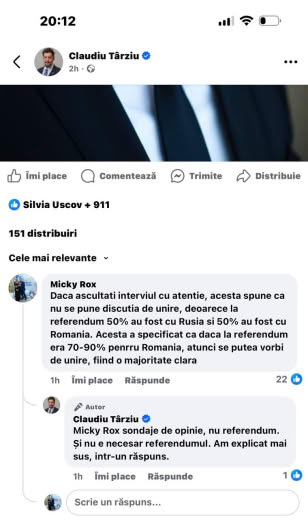 20:12
Claudiu Târziu
2h
Îmi place Comentează Trimite Distribuie
Silvia Uscov + 911
151 distribuiri
Cele mai relevante
Micky Rox
Daca ascultati interviul cu atentie, acesta spune ca
nu se pune discutia de unire, deoarece la
referendum 50% au fost cu Rusia si 50% au fost cu
Romania. Acesta a specificat ca daca la referendum
era 70-90% penrru Romania, atunci se putea vorbi
de unire, fiind o majoritate clara
1h Îmi place Răspunde 22
Autor
Claudiu Târziu
Micky Rox sondaje de opinie, nu referendum.
Și nu e necesar referendumul. Am explicat mai
sus, intr-un răspuns.
1h Îmi place Răspunde 1
Scrie un răspuns...